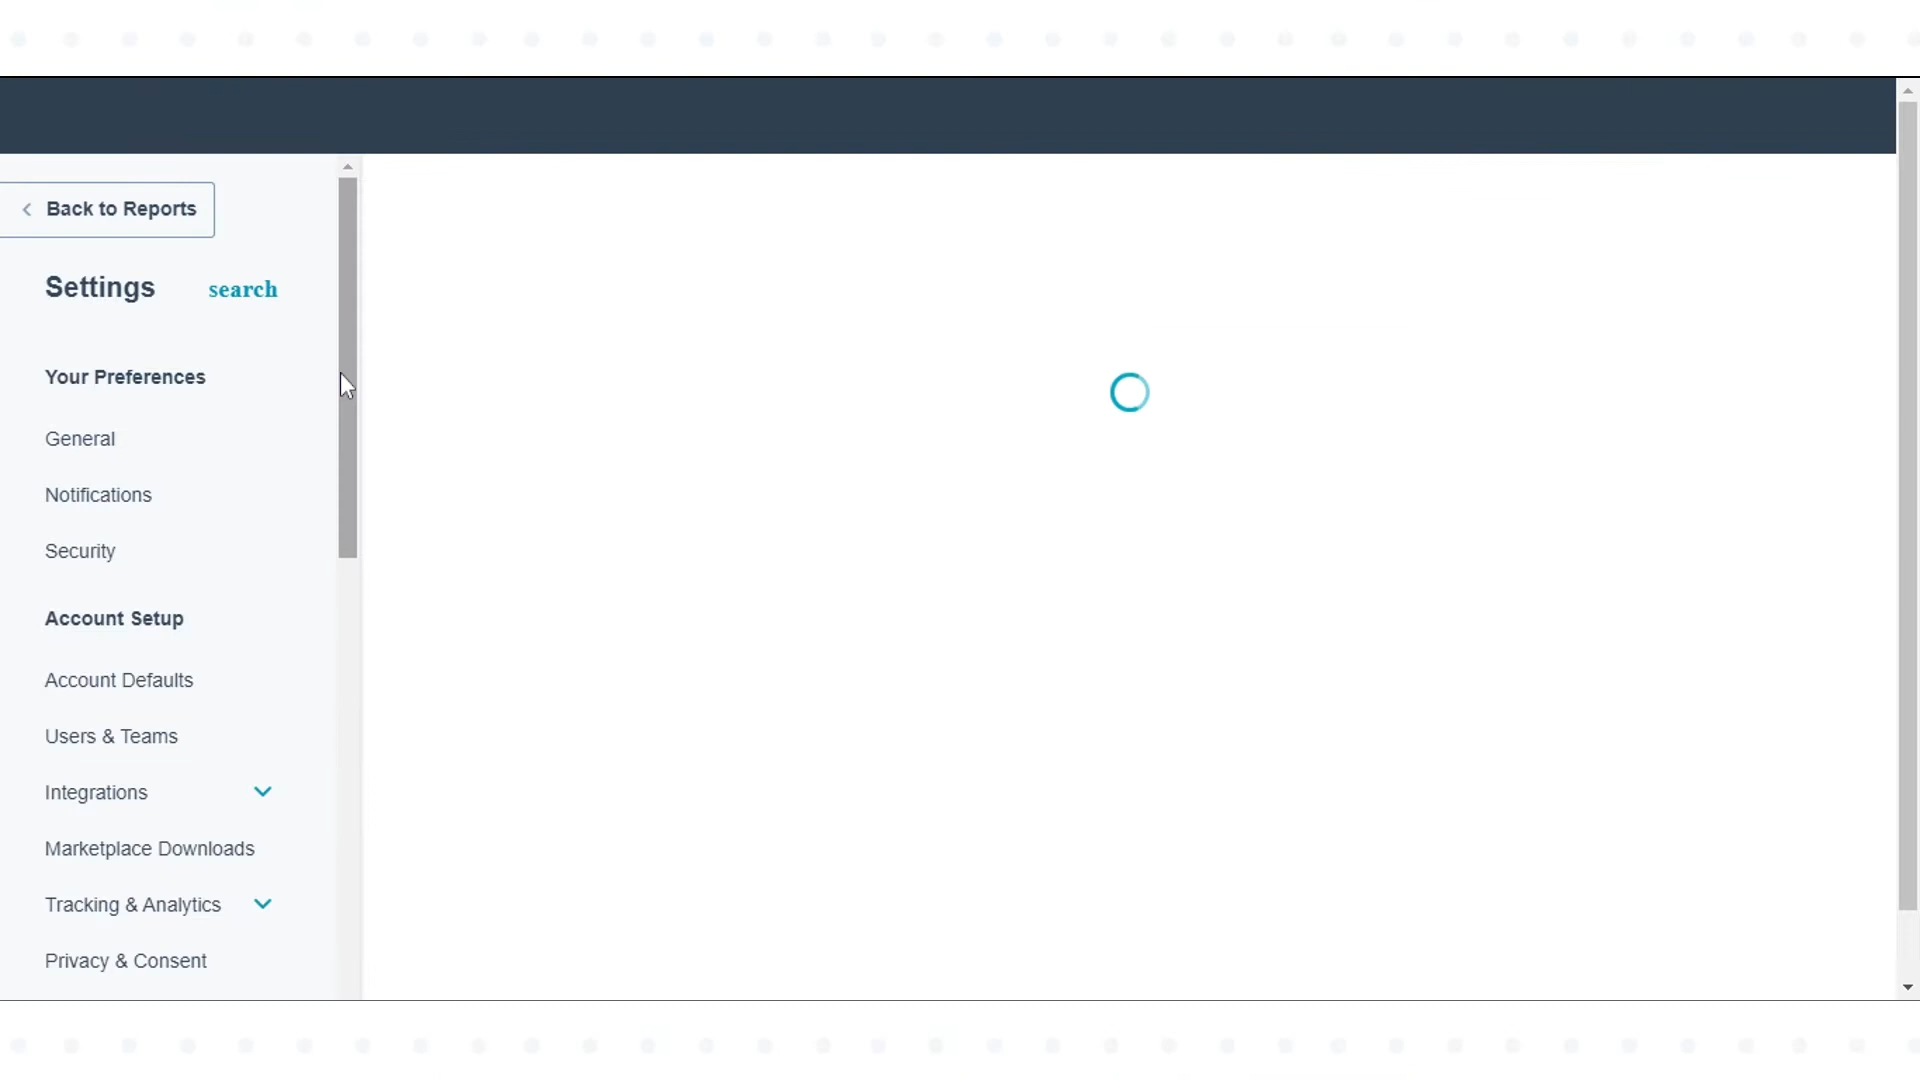 Back to Reports
Settings
search
Your Preferences
General
Notifications
Security
Account Setup
Account Defaults
Users & Teams
Integrations
Marketplace Downloads
Tracking & Analytics
Privacy & Consent